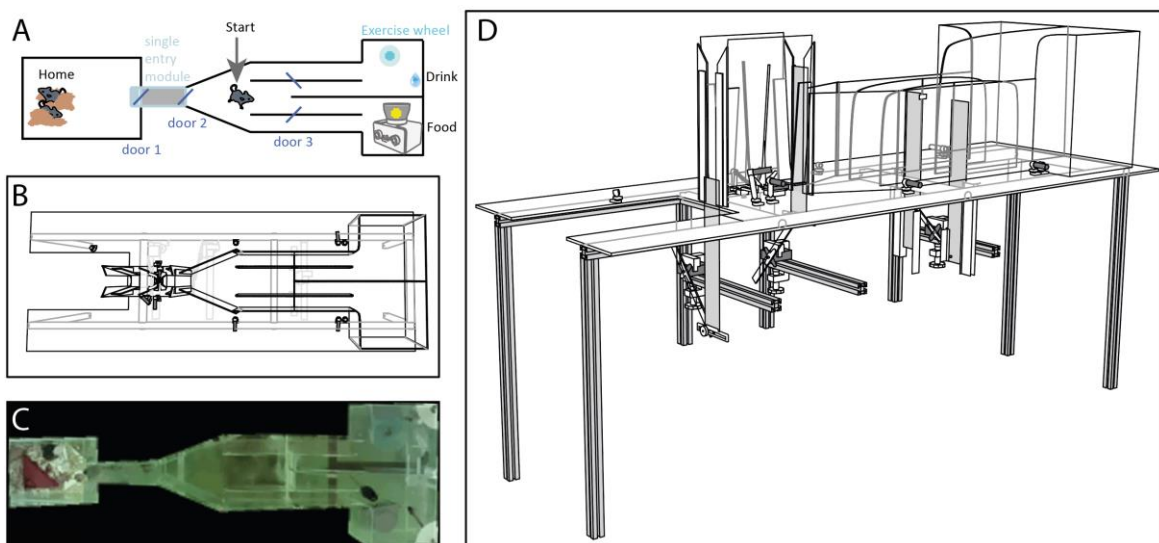 A
Start
Exercise wheel
single
entry
module
Home
Drink
door 2
Food
door 1
door 3
B
C
D